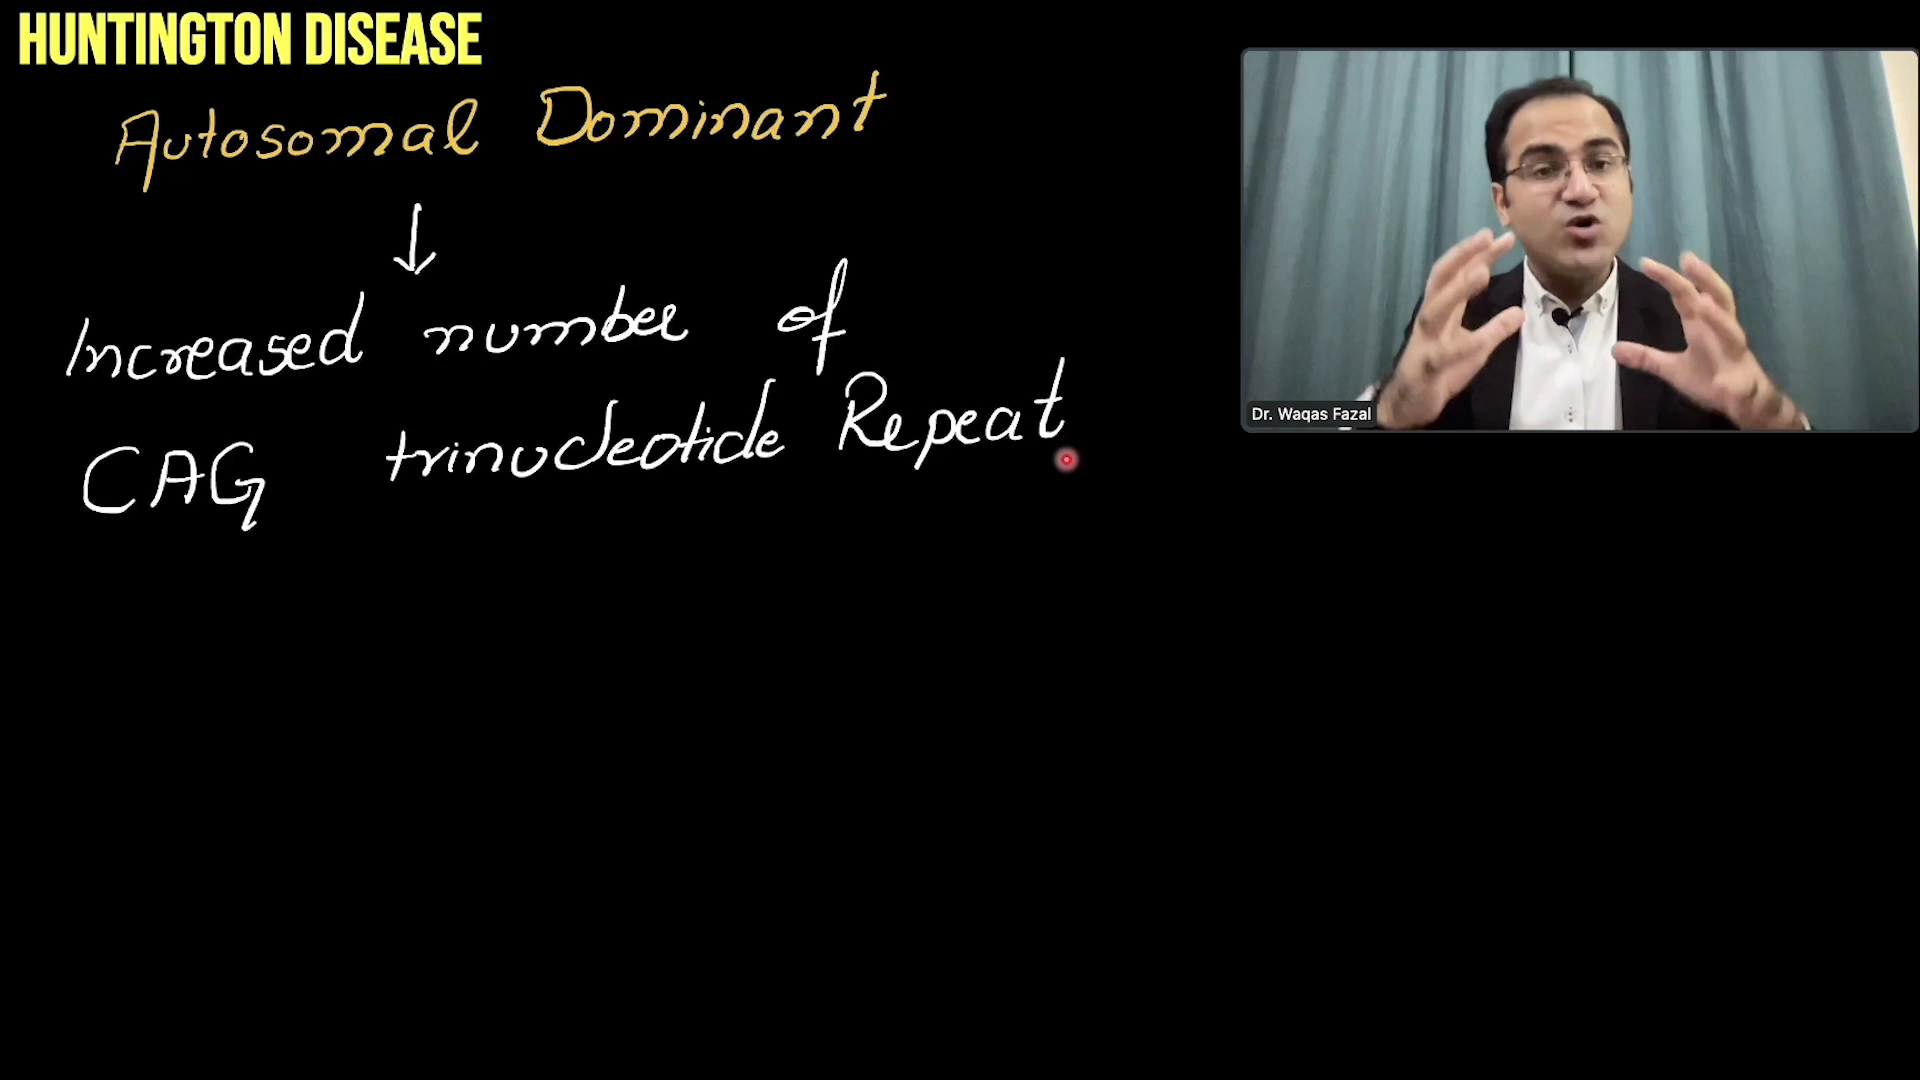 HUNTINGTON DISEASE
Autosomal Dominant
↓
Increased number of
CAG trinucleotide Repeat
Dr. Waqas Fazal